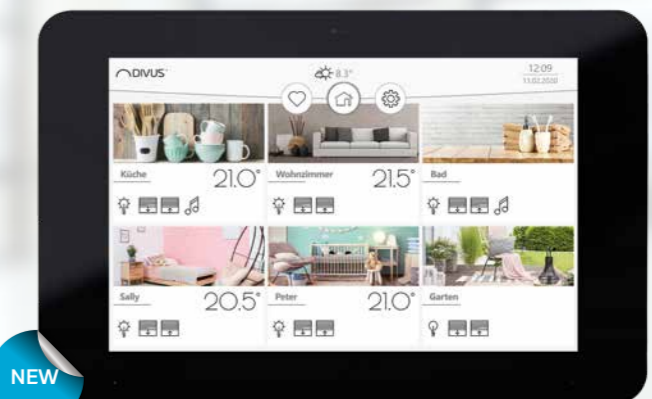 DIVUS
8.3°
12:09
11.02.2020
Küche
21.0°
Wohnzimmer
21.5°
Bad
Sally
20.5°
Peter
21.0°
Garten
NEW